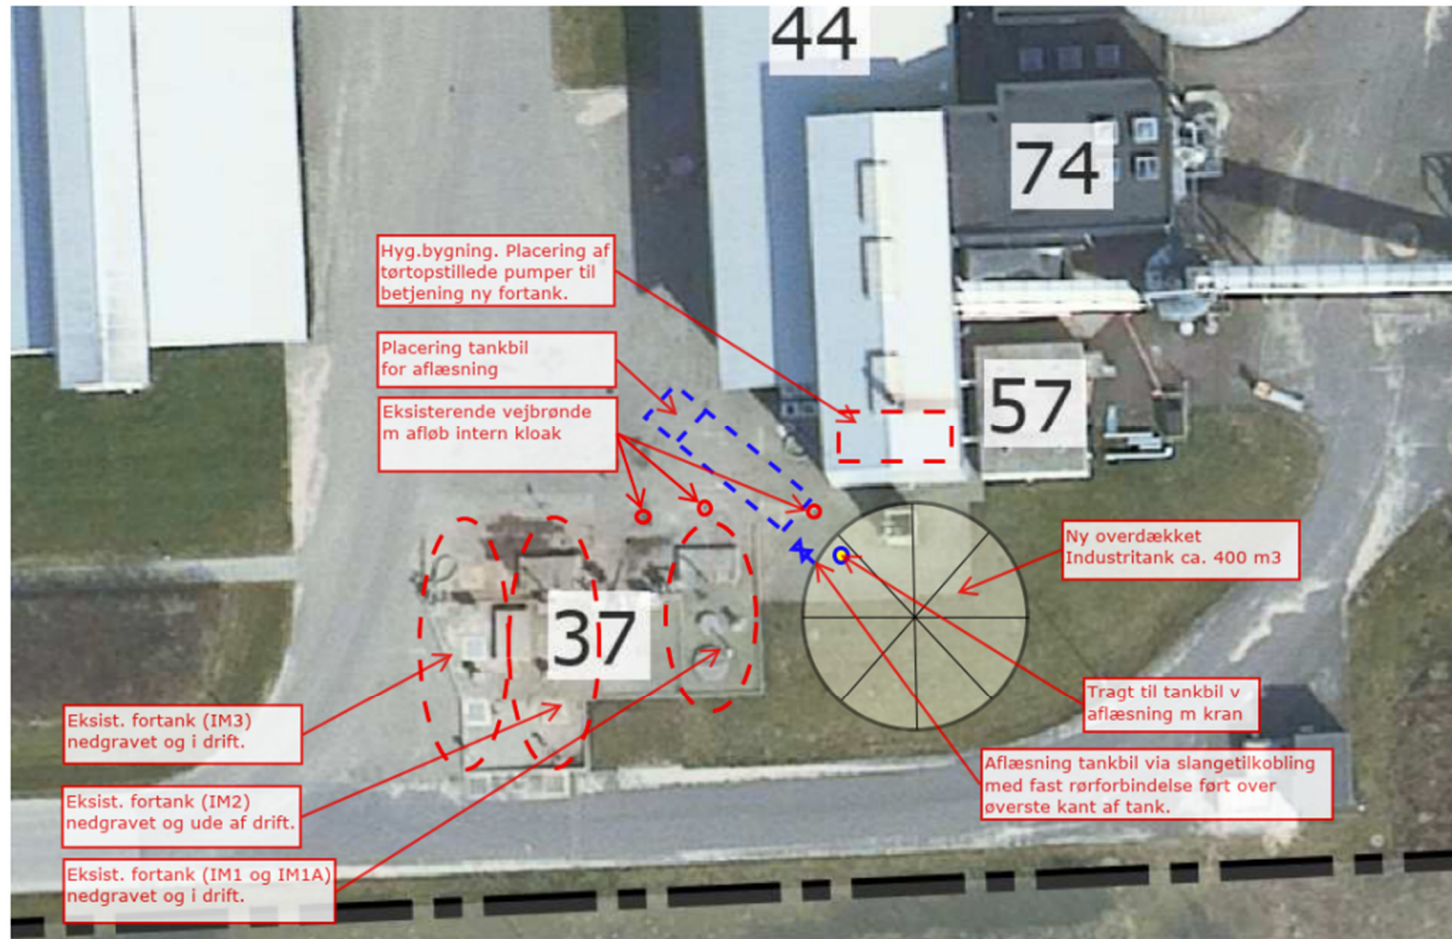 44
74
Hyg.bygning. Placering af
tørtopstillede pumper til
betjening ny fortank.
Placering tankbil
for aflæsning
Eksisterende vejbrønde
m afløb intern kloak
57
Ny overdækket
Industritank ca. 400 m3
37
Tragt til tankbil v
aflæsning m kran
Eksist. fortank (IM3)
nedgravet og i drift.
Aflæsning tankbil via slangetilkobling
med fast rørforbindelse ført over
øverste kant af tank.
Eksist. fortank (IM2)
nedgravet og ude af drift.
Eksist. fortank (IM1 og IM1A)
nedgravet og i drift.